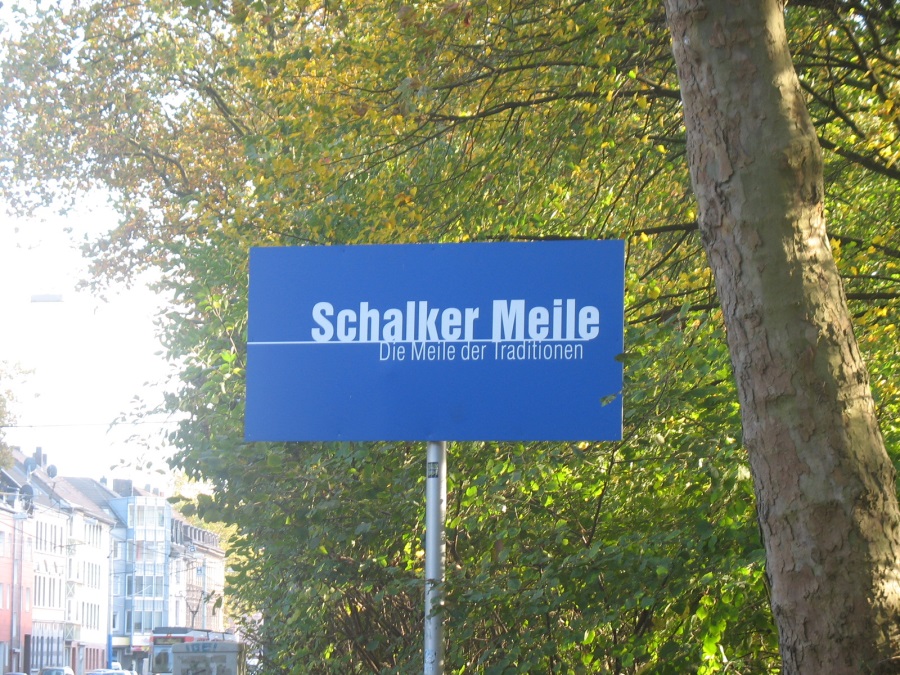 Schalker Meile
Die Meile der Traditionen